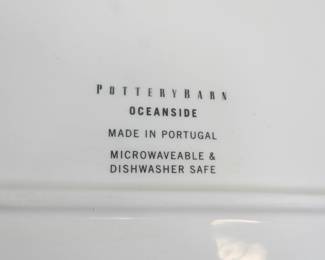 POTTERYBARN
OCEANSIDE
MADE IN PORTUGAL
MICROWAVEABLE &
DISHWASHER SAFE